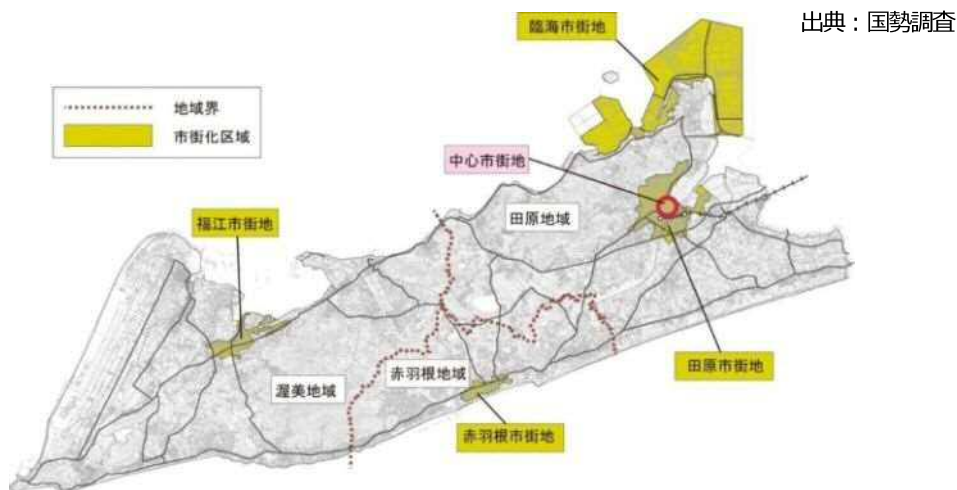 出典：国勢調査
臨海市街地
地域界
市街化区域
中心市街地
田原地域
福江市街地
田原市街地
赤羽根地域
渥美地域
赤羽根市街地